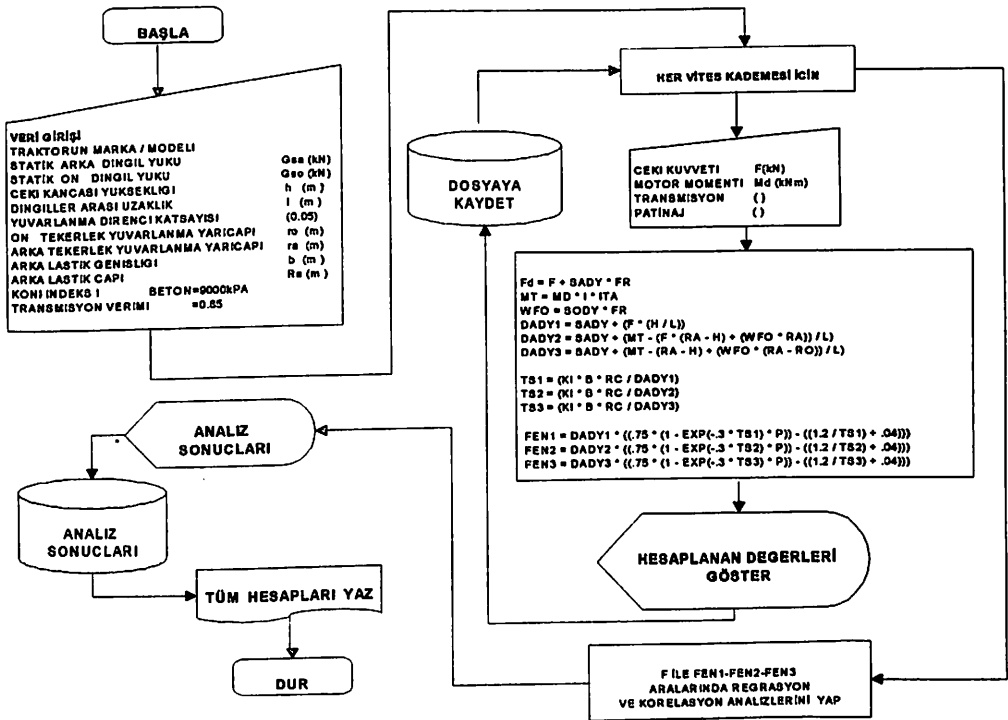 BAŞLA
VERİ GİRİŞİ
TRAKTORUN MARKA / MODELI
STATIK ARKA DINGIL YUKU Gsa (kN)
STATIK ON DINGIL YUKU Gso (kN)
CEKI KANCASI YUKSEKLIGI h (m)
DINGILLER ARASI UZAKLIK l (m)
YUVARLANMA DIRENCI KATSAYISI (0.05)
ON TEKERLEK YUVARLANMA YARICAPI ro (m)
ARKA TEKERLEK YUVARLANMA YARICAPI ra (m)
ARKA LASTIK GENISLIGI b (m)
ARKA LASTIK CAPI Ra (m)
KONI INDEKS I BETON=9000kPA
TRANSMISYON VERIMI =0.85
HER VITES KADEMESI ICIN
CEKI KUVVETI F(kN)
MOTOR MOMENTI Md (kNm)
TRANSMISYON ( )
PATINAJ ( )
DOSYAYA
KAYDET
Fd = F + SADY * FR
MT = MD * I * ITA
WFO = SODY * FR
DADY1 = SADY + (F * (H / L))
DADY2 = SADY + (MT - (F * (RA - H) + (WFO * RA)) / L)
DADY3 = SADY + (MT - (RA - H) + (WFO * (RA - RO)) / L)
TS1 = (KI * B * RC / DADY1)
TS2 = (KI * B * RC / DADY2)
TS3 = (KI * B * RC / DADY3)
FEN1 = DADY1 * ((.75 * (1 - EXP(-.3 * TS1) * P)) - ((1.2 / TS1) + .04)))
FEN2 = DADY2 * ((.75 * (1 - EXP(-.3 * TS2) * P)) - ((1.2 / TS2) + .04)))
FEN3 = DADY3 * ((.75 * (1 - EXP(-.3 * TS3) * P)) - ((1.2 / TS3) + .04)))
HESAPLANAN DEGERLERİ
GÖSTER
F İLE FEN1-FEN2-FEN3
ARALARINDA REGRASYON
VE KORELASYON ANALIZLERINI YAP
ANALIZ
SONUCLARI
ANALIZ
SONUCLARI
TÜM HESAPLARI YAZ
DUR